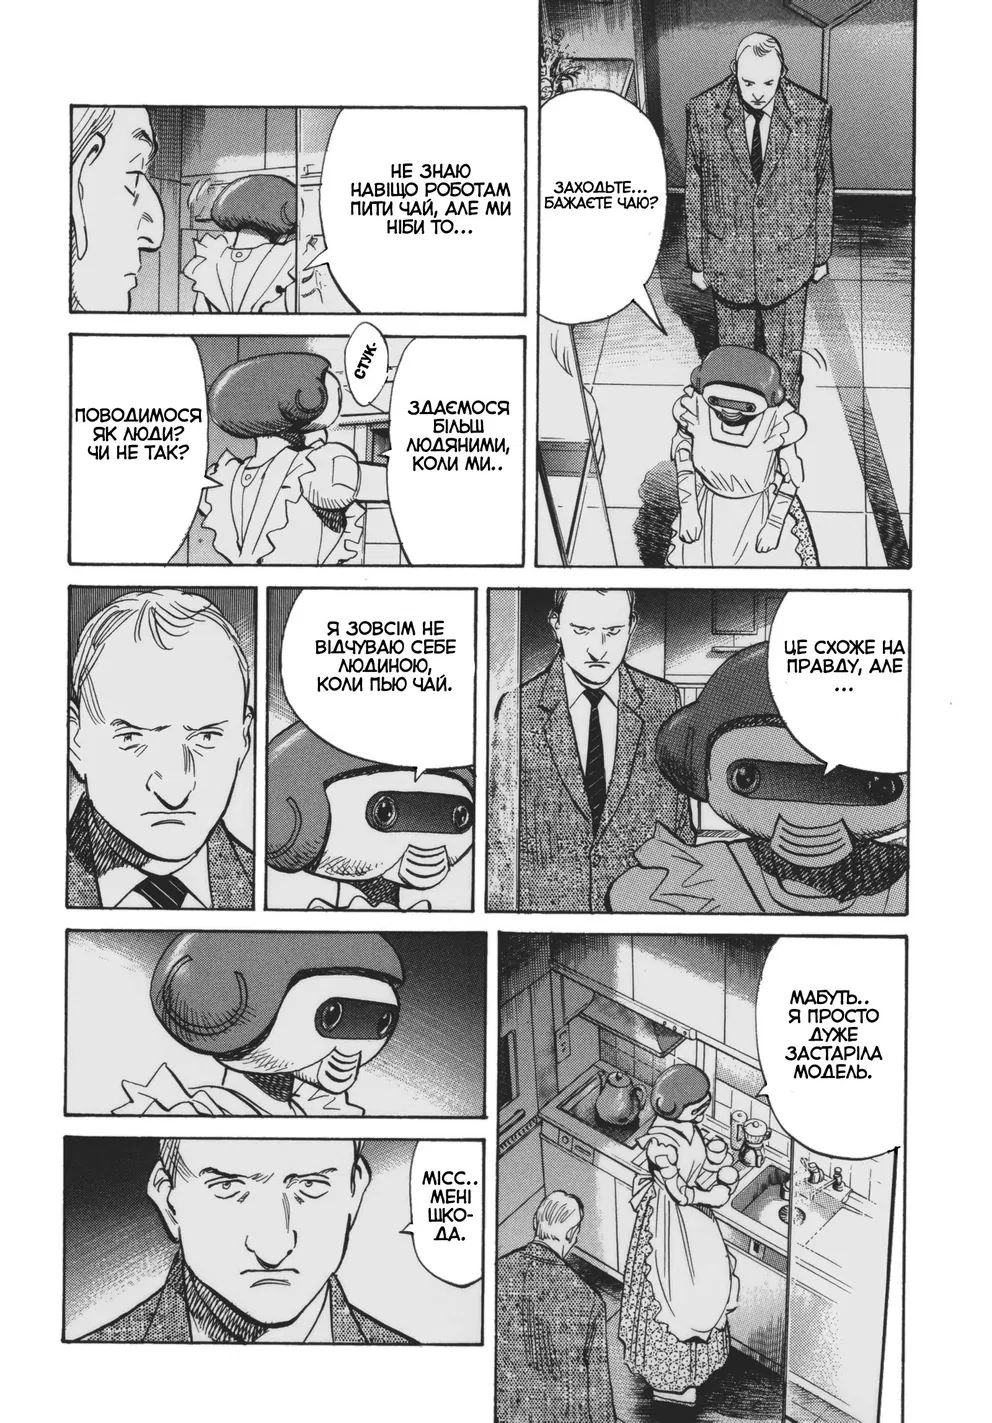 ЗАХОДЬТЕ...
БАЖАЄТЕ ЧАЮ?
НЕ ЗНАЮ
НАВІЩО РОБОТАМ
ПИТИ ЧАЙ, АЛЕ МИ
НІБИ ТО...
ЗДАЄМОСЯ
БІЛЬШ
ЛЮДЯНИМИ,
КОЛИ МИ..
СТУК-
ПОВОДИМОСЯ
ЯК ЛЮДИ?
ЧИ НЕ ТАК?
ЦЕ СХОЖЕ НА
ПРАВДУ, АЛЕ
...
Я ЗОВСІМ НЕ
ВІДЧУВАЮ СЕБЕ
ЛЮДИНОЮ,
КОЛИ ПЬЮ ЧАЙ.
МАБУТЬ..
Я ПРОСТО
ДУЖЕ
ЗАСТАРІЛА
МОДЕЛЬ.
МІСС..
МЕНІ
ШКО-
ДА.